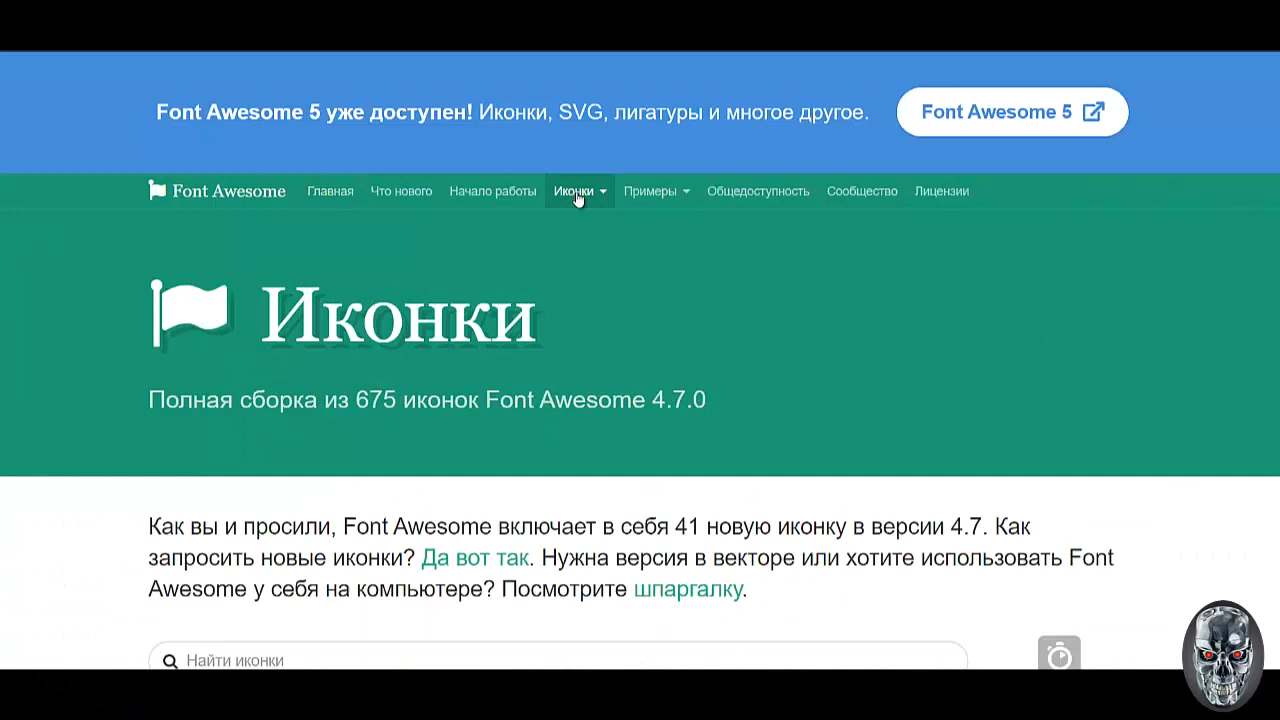 Font Awesome 5 уже доступен! Иконки, SVG, лигатуры и многое другое.
Font Awesome 5
Font Awesome Главная Что нового Начало работы Иконки Примеры Общедоступность Сообщество Лицензии
Иконки
Полная сборка из 675 иконок Font Awesome 4.7.0
Как вы и просили, Font Awesome включает в себя 41 новую иконку в версии 4.7. Как
запросить новые иконки? Да вот так. Нужна версия в векторе или хотите использовать Font
Awesome у себя на компьютере? Посмотрите шпаргалку.
Найти иконки